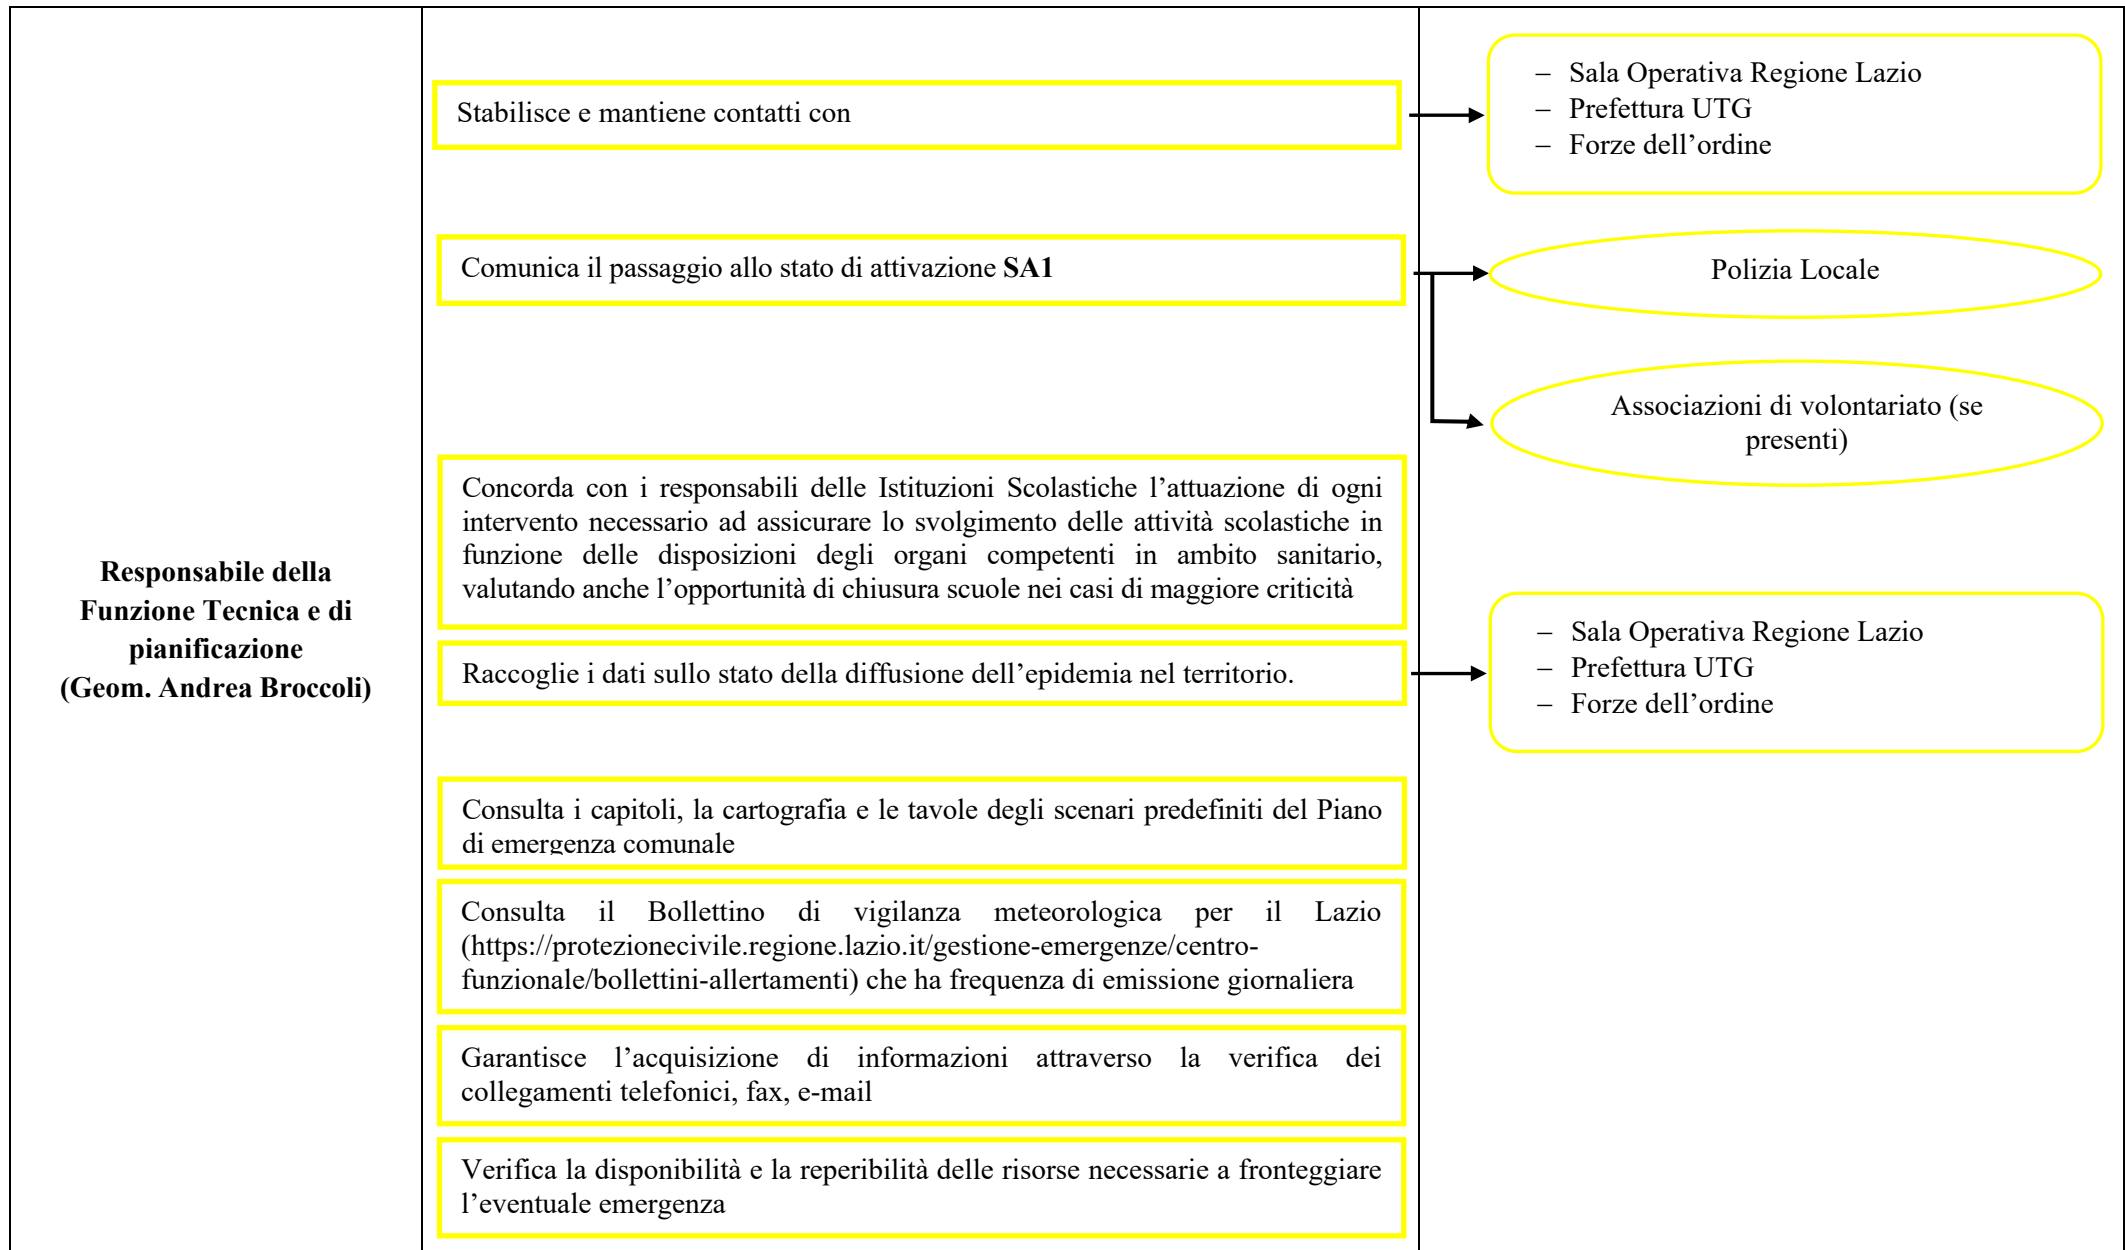 Responsabile della
Funzione Tecnica e di
pianificazione
(Geom. Andrea Broccoli)
Stabilisce e mantiene contatti con
– Sala Operativa Regione Lazio
– Prefettura UTG
– Forze dell’ordine
Comunica il passaggio allo stato di attivazione SA1
Polizia Locale
Associazioni di volontariato (se
presenti)
Concorda con i responsabili delle Istituzioni Scolastiche l’attuazione di ogni
intervento necessario ad assicurare lo svolgimento delle attività scolastiche in
funzione delle disposizioni degli organi competenti in ambito sanitario,
valutando anche l’opportunità di chiusura scuole nei casi di maggiore criticità
Raccoglie i dati sullo stato della diffusione dell’epidemia nel territorio.
– Sala Operativa Regione Lazio
– Prefettura UTG
– Forze dell’ordine
Consulta i capitoli, la cartografia e le tavole degli scenari predefiniti del Piano
di emergenza comunale
Consulta il Bollettino di vigilanza meteorologica per il Lazio
(https://protezionecivile.regione.lazio.it/gestione-emergenze/centro-
funzionale/bollettini-allertamenti) che ha frequenza di emissione giornaliera
Garantisce l’acquisizione di informazioni attraverso la verifica dei
collegamenti telefonici, fax, e-mail
Verifica la disponibilità e la reperibilità delle risorse necessarie a fronteggiare
l’eventuale emergenza